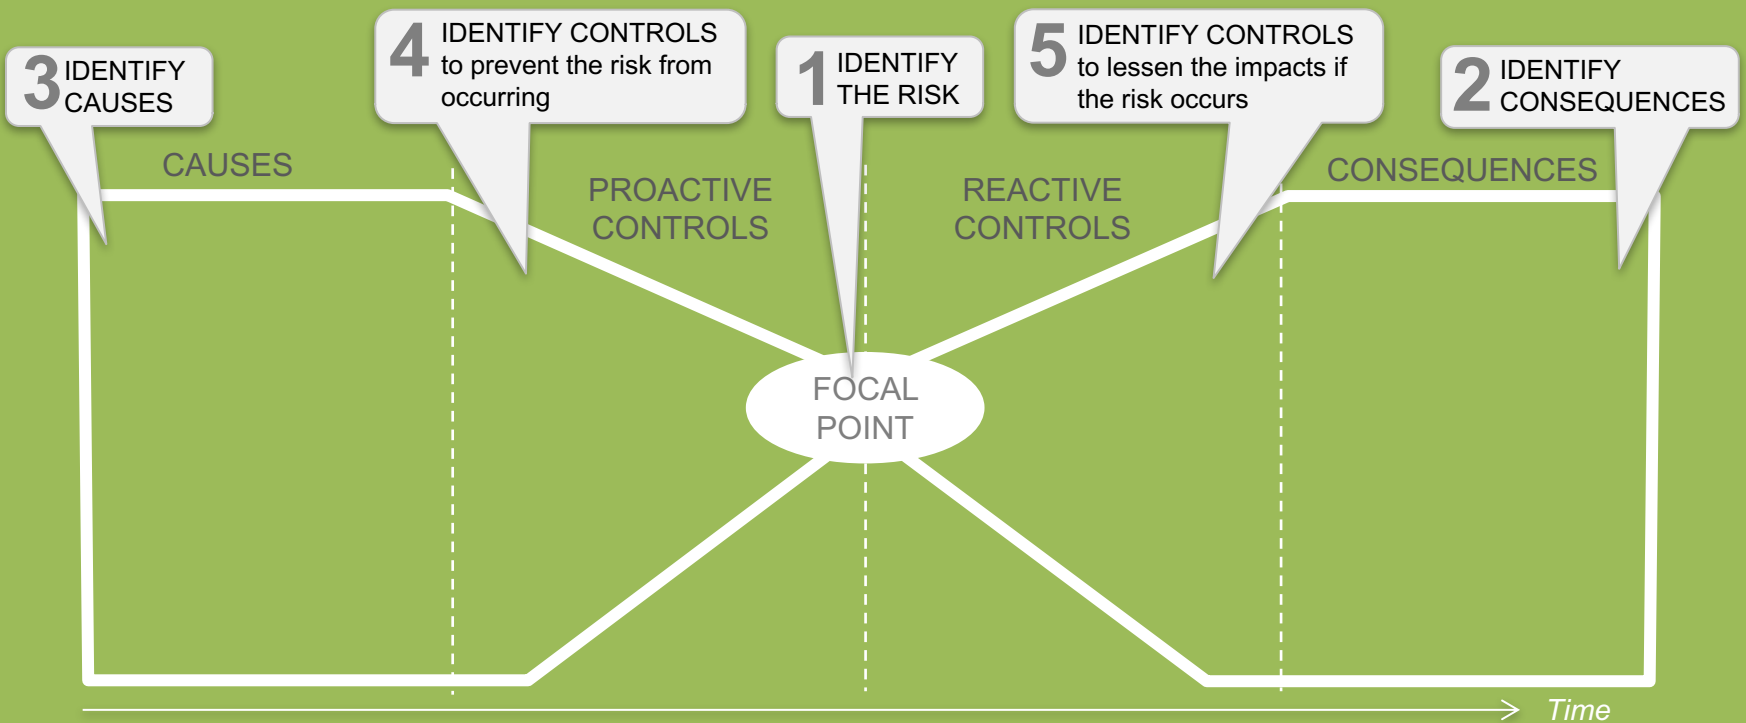 3 IDENTIFY
CAUSES
4 IDENTIFY CONTROLS
to prevent the risk from
occurring
1 IDENTIFY
THE RISK
5 IDENTIFY CONTROLS
to lessen the impacts if
the risk occurs
2 IDENTIFY
CONSEQUENCES
CAUSES
PROACTIVE
CONTROLS
REACTIVE
CONTROLS
CONSEQUENCES
FOCAL
POINT
Time